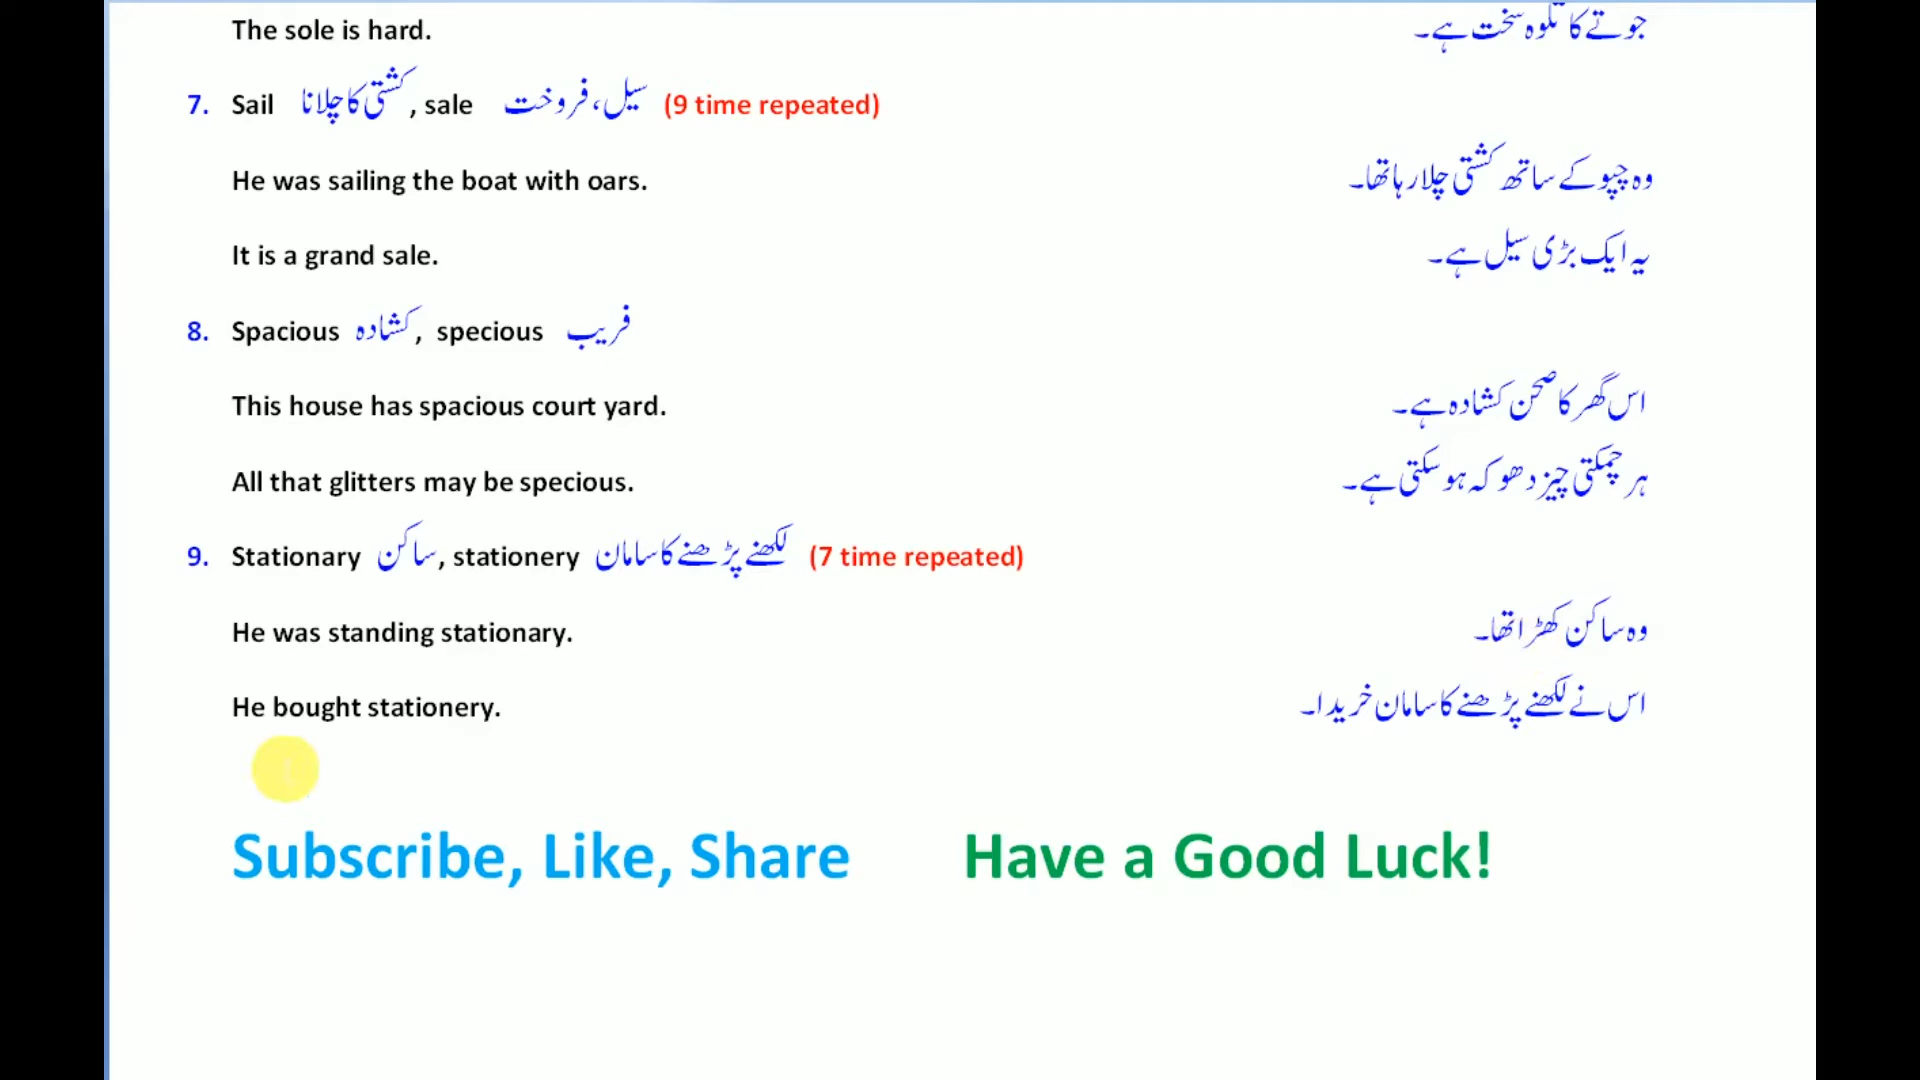 The sole is hard. جوتے کا تلوہ سخت ہے۔
7. Sail کشتی کا چلانا , sale سیل، فروخت (9 time repeated)
He was sailing the boat with oars. وہ چپو کے ساتھ کشتی چلا رہا تھا۔
It is a grand sale. یہ ایک بڑی سیل ہے۔
8. Spacious کشادہ , specious فریب
This house has spacious court yard. اس گھر کا صحن کشادہ ہے۔
All that glitters may be specious. ہر چمکتی چیز دھوکہ ہو سکتی ہے۔
9. Stationary ساکن , stationery لکھنے پڑھنے کا سامان (7 time repeated)
He was standing stationary. وہ ساکن کھڑا تھا۔
He bought stationery. اس نے لکھنے پڑھنے کا سامان خریدا۔
Subscribe, Like, Share Have a Good Luck!